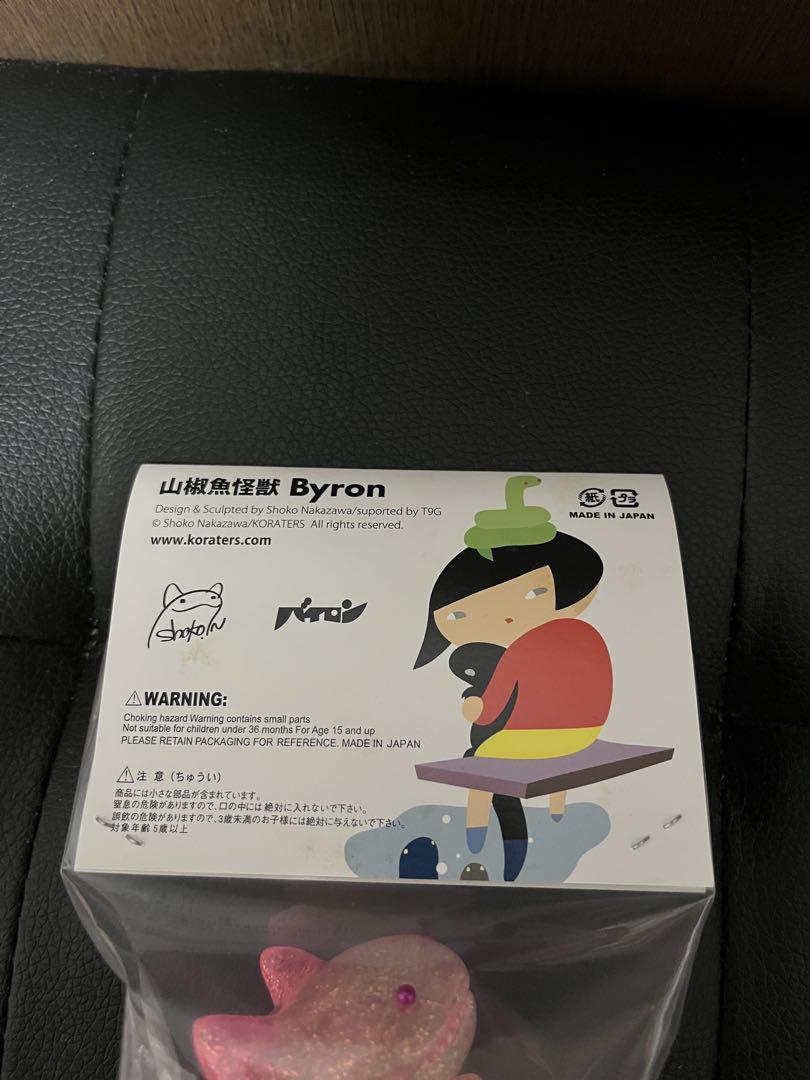 山椒魚怪獣 Byron
Design & Sculpted by Shoko Nakazawa/suported by T9G
© Shoko Nakazawa/KORATERS All rights reserved.
www.koraters.com
紙
プラ
MADE IN JAPAN
Shoko.N
バイロン
⚠WARNING:
Choking hazard Warning contains small parts
Not suitable for children under 36 months For Age 15 and up
PLEASE RETAIN PACKAGING FOR REFERENCE. MADE IN JAPAN
⚠注 意（ちゅうい）
商品には小さな部品が含まれています。
窒息の危険がありますので、口の中には 絶対に入れないで下さい。
誤飲の危険がありますので、3歳未満のお子様には絶対に与えないで下さい。
対象年齢 5歳以上